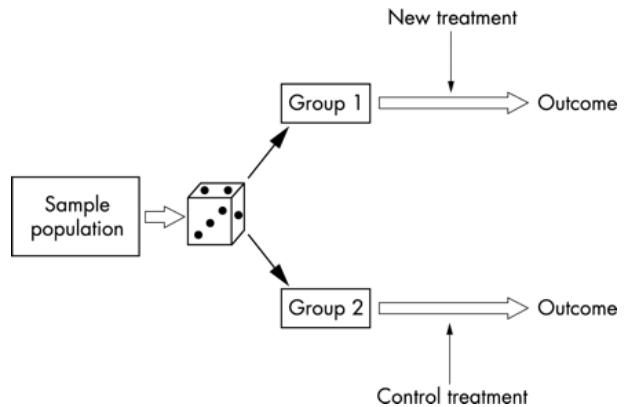 New treatment
Group 1
Outcome
Sample
population
Group 2
Outcome
Control treatment